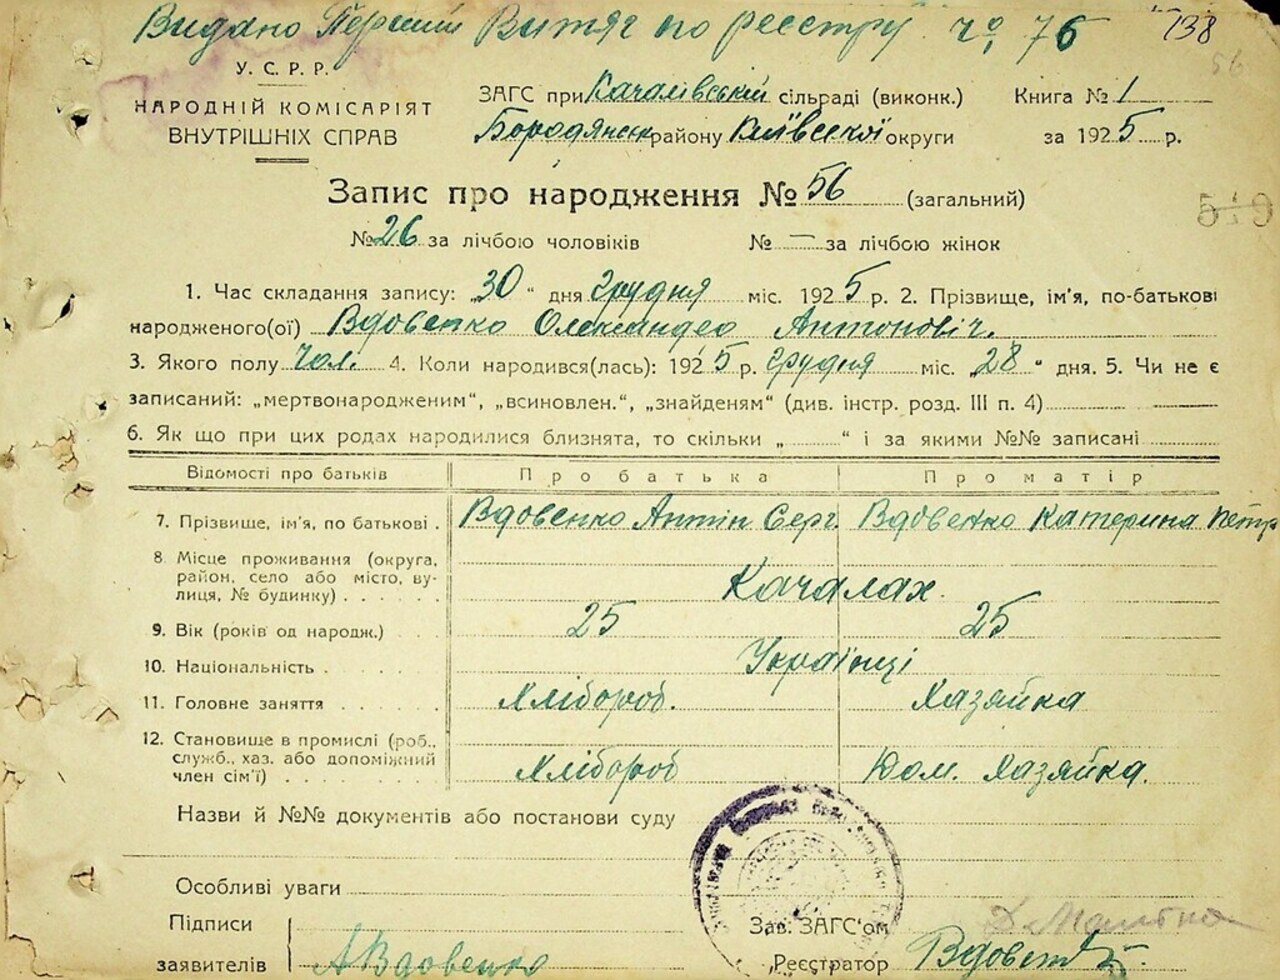 Видано Перший Витяг по реєстру чо, 76 138
56
У.С.Р.Р.
НАРОДНІЙ КОМІСАРІЯТ
ВНУТРІШНІХ СПРАВ
ЗАГС при Качалівській сільраді (виконк.) Книга № 1
Бородянськ району Київської округи за 1925 р.
Запис про народження № 56 (загальний)
519
№ 26 за лічбою чоловіків № — за лічбою жінок
1. Час складання запису: „30“ дня грудня міс. 1925 р. 2. Прізвище, ім'я, по-батькові
народженого(ої) Вдовенко Олександер Антонович.
3. Якого полу чол. 4. Коли народився(лась): 1925 р. грудня міс. „28“ дня. 5. Чи не є
записаний: „мертвонародженим“, „всиновлен.“, „знайденям“ (див. інстр. розд. III п. 4)
6. Як що при цих родах народилися близнята, то скільки „ “ і за якими №№ записані
Відомості про батьків Про батька Про матір
7. Прізвище, ім'я, по батькові . Вдовенко Антін Серг Вдовенко Катерина Петр
8. Місце проживання (округа,
район, село або місто, ву-
лиця, № будинку) . . . . . . Качалах.
9. Вік (років од народж.) . . . 25 25
10. Національність . . . . . Українці
11. Головне заняття . . . . . Хлібороб. Хазяйка
12. Становище в промислі (роб.,
служб., хаз. або допоміжний
член сім'ї) . . . . . . . . Хлібороб Дом. Хазяйка.
Назви й №№ документів або постанови суду
Особливі уваги
Підписи
заявителів АВдовенко
Зав. ЗАГС'ом
Реєстратор